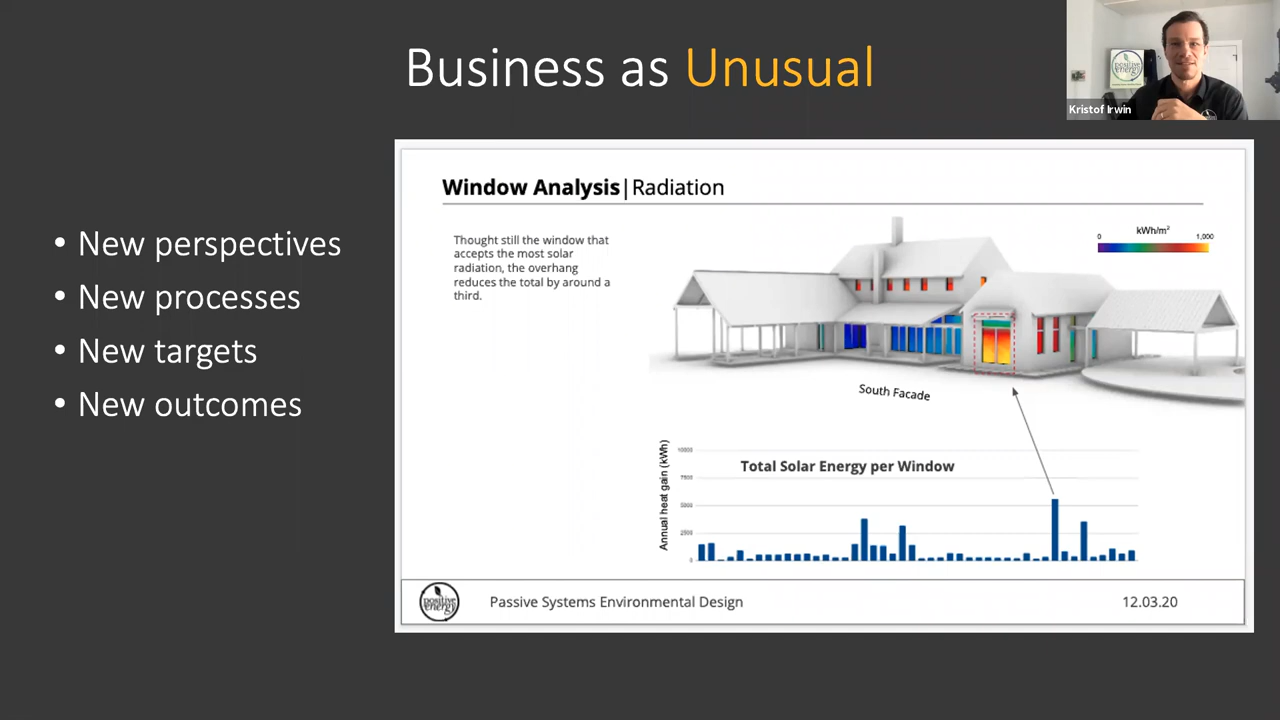 Business as Unusual
Kristof Irwin
positive
energy
• New perspectives
• New processes
• New targets
• New outcomes
Window Analysis|Radiation
Thought still the window that
accepts the most solar
radiation, the overhang
reduces the total by around a
third.
kWh/m²
0 1,000
South Facade
Total Solar Energy per Window
Annual heat gain (kWh)
10000
7500
5000
2500
0
positive
energy
Passive Systems Environmental Design
12.03.20